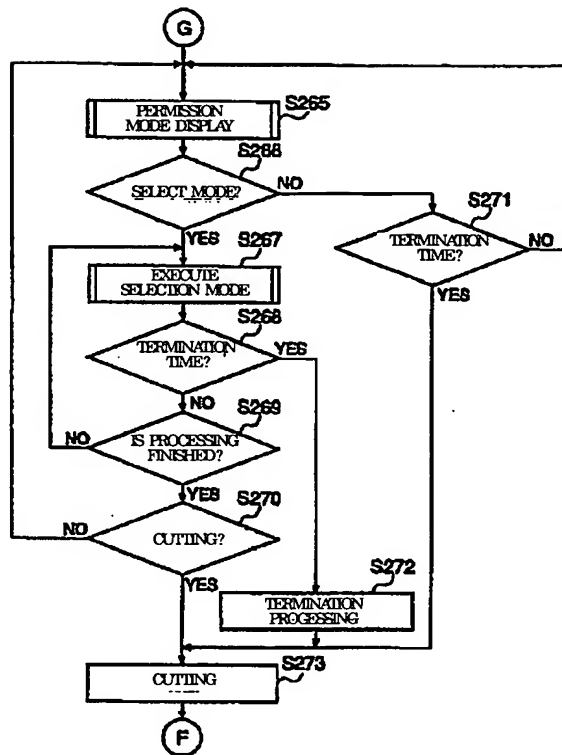 G
S265
PERMISSION
MODE DISPLAY
S266
SELECT MODE?
NO
S271
YES
TERMINATION
TIME?
NO
S267
EXECUTE
SELECTION MODE
YES
S268
TERMINATION
TIME?
YES
NO
S269
NO
IS PROCESSING
FINISHED?
YES
S270
NO
CUTTING?
YES
S272
TERMINATION
PROGESSING
S273
CUTTING
F